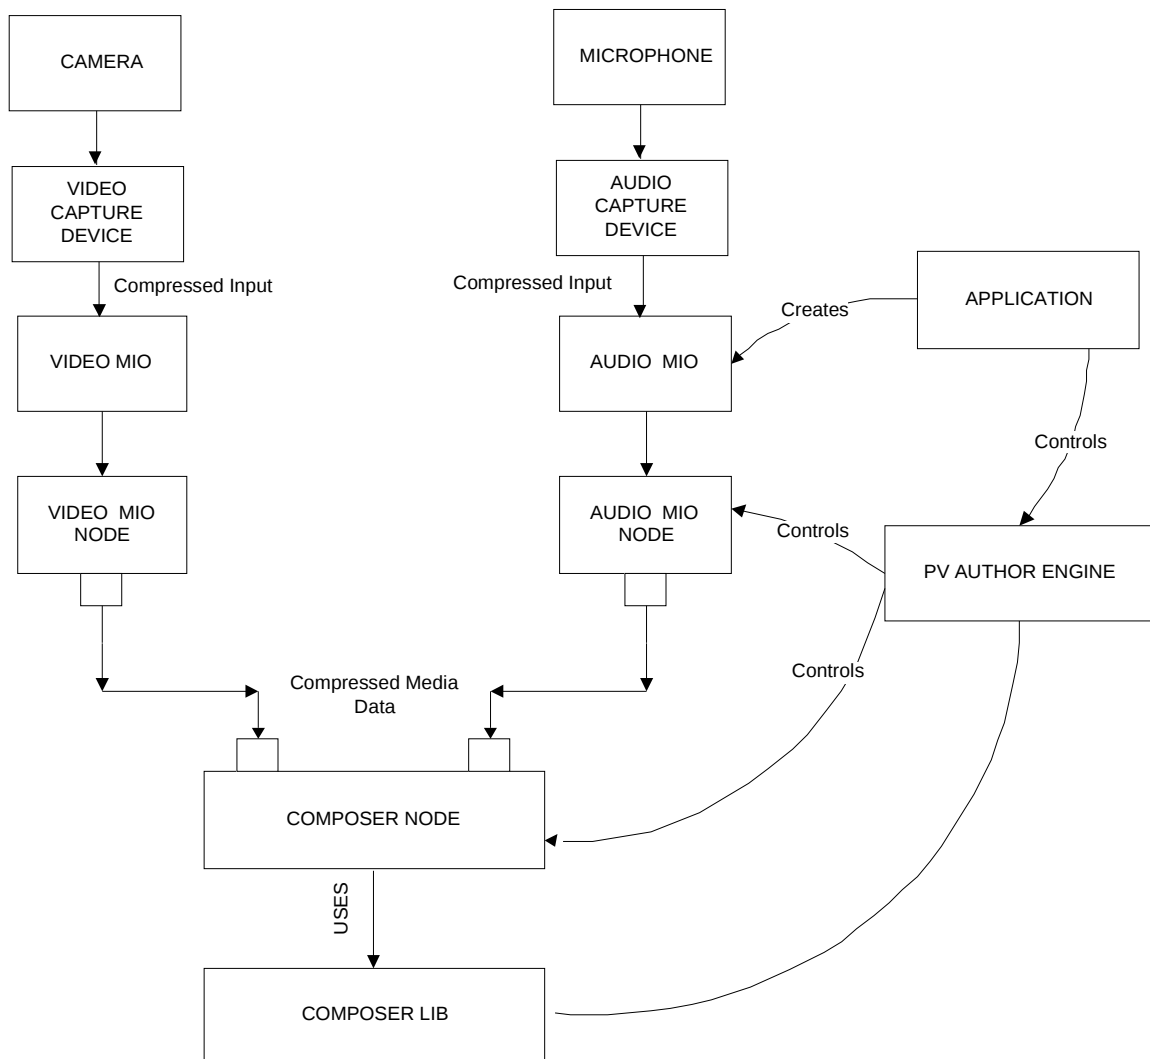 CAMERA
MICROPHONE
VIDEO
CAPTURE
DEVICE
AUDIO
CAPTURE
DEVICE
Compressed Input
Compressed Input
APPLICATION
Creates
VIDEO MIO
AUDIO MIO
Controls
VIDEO MIO
NODE
AUDIO MIO
NODE
Controls
PV AUTHOR ENGINE
Controls
Compressed Media
Data
COMPOSER NODE
USES
COMPOSER LIB